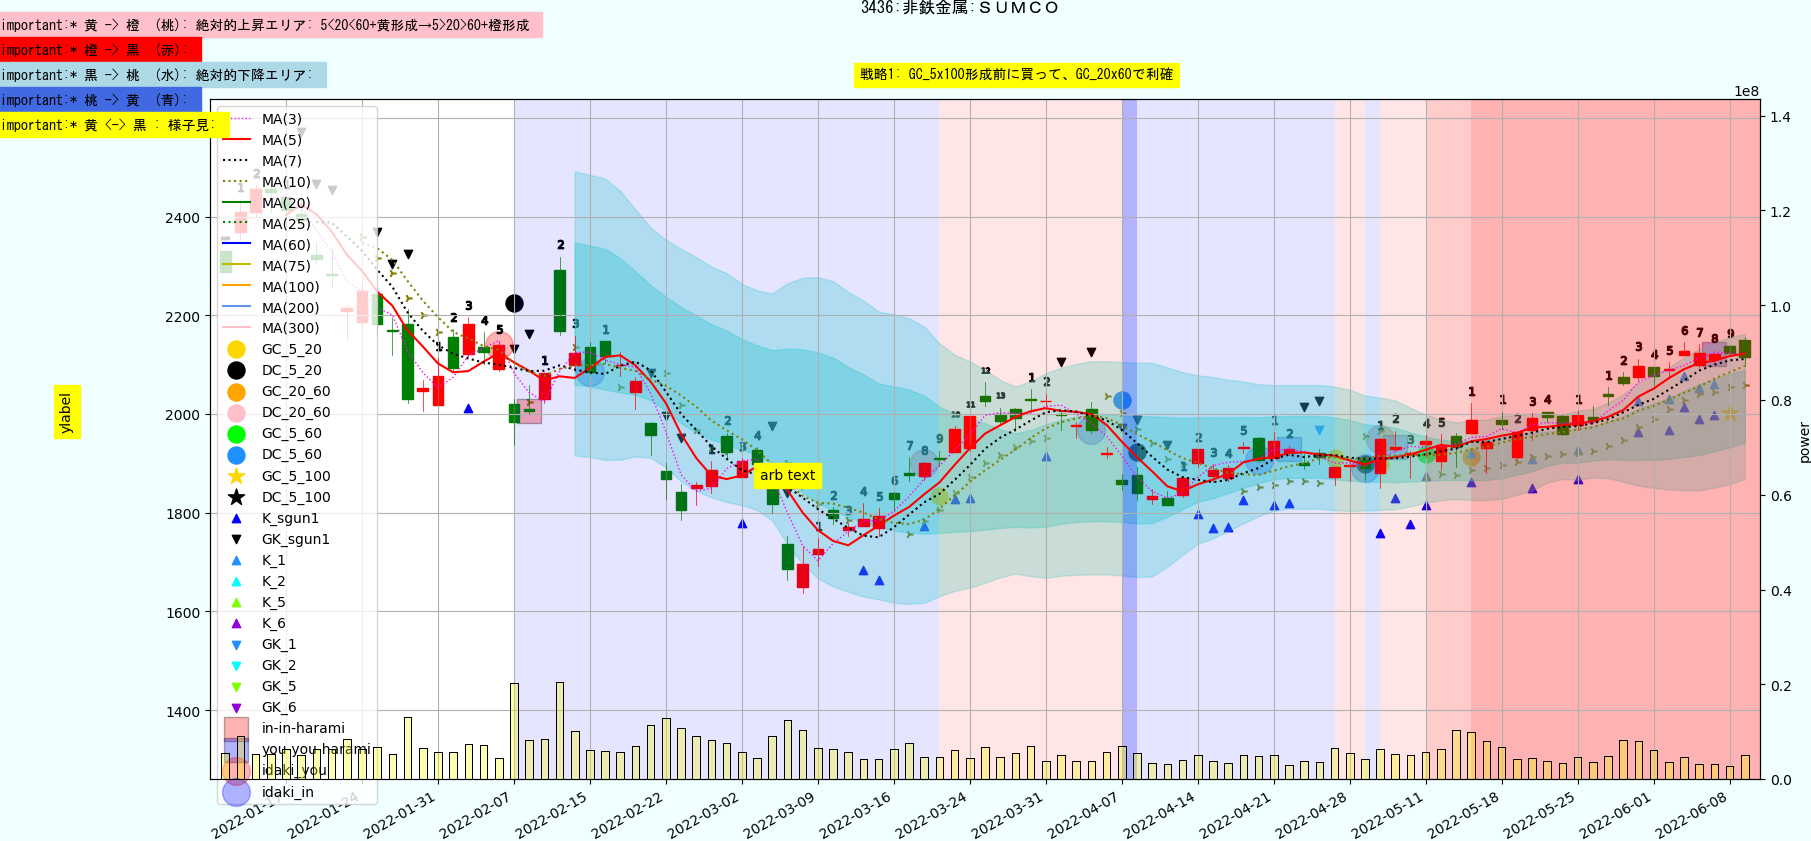 3436:非鉄金属:ＳＵＭＣＯ
important:* 黄 -> 橙 (桃): 絶対的上昇エリア: 5<20<60+黄形成→5>20>60+橙形成
important:* 橙 -> 黒 (赤):
important:* 黒 -> 桃 (水): 絶対的下降エリア:
戦略1: GC_5x100形成前に買って、GC_20x60で利確
important:* 桃 -> 黄 (青):
important:* 黄 <-> 黒 : 様子見:
1e8
MA(3)
MA(5)
MA(7)
MA(10)
MA(20)
MA(25)
MA(60)
MA(75)
MA(100)
MA(200)
MA(300)
GC_5_20
DC_5_20
GC_20_60
DC_20_60
GC_5_60
DC_5_60
GC_5_100
DC_5_100
K_sgun1
GK_sgun1
K_1
K_2
K_5
K_6
GK_1
GK_2
GK_5
GK_6
in-in-harami
you-you-harami
idaki_you
idaki_in
2400
2200
2000
1800
1600
1400
ylabel
arb text
1.4
1.2
1.0
0.8
0.6
0.4
0.2
0.0
power
2022-01-24
2022-01-31
2022-02-07
2022-02-15
2022-02-22
2022-03-02
2022-03-09
2022-03-16
2022-03-24
2022-03-31
2022-04-07
2022-04-14
2022-04-21
2022-04-28
2022-05-11
2022-05-18
2022-05-25
2022-06-01
2022-06-08